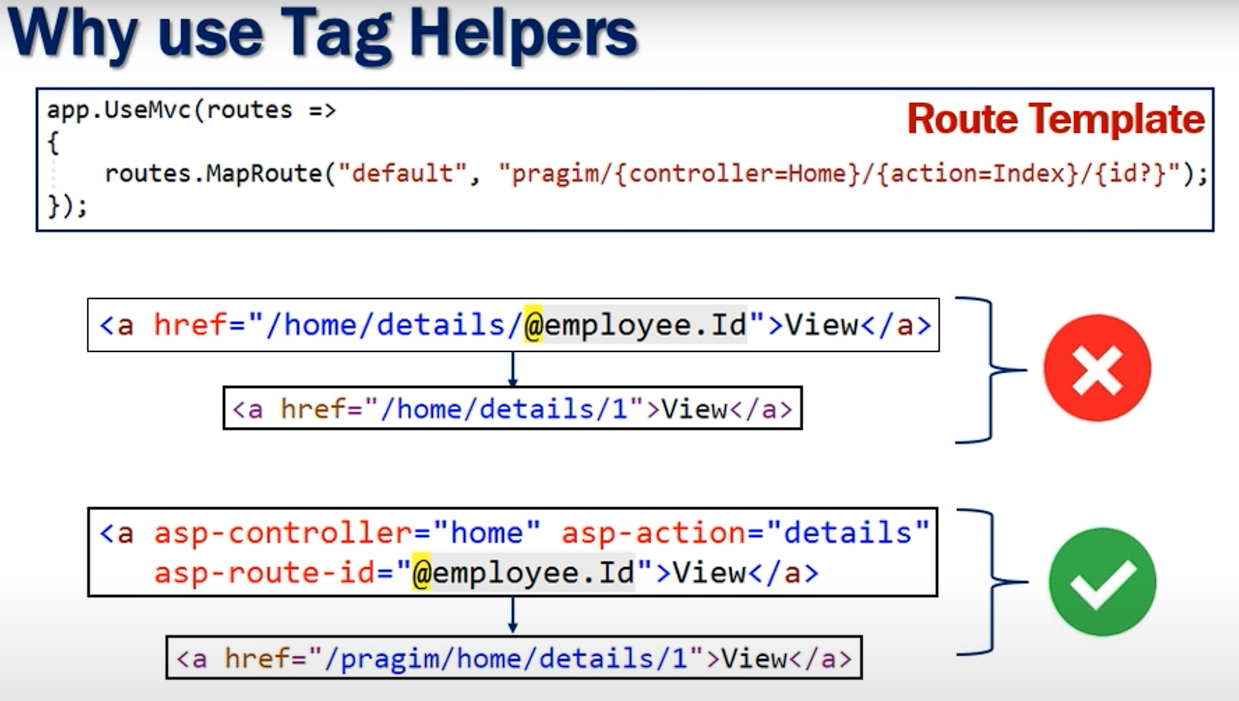 Why use Tag Helpers
app.UseMvc(routes =>
Route Template
{
routes.MapRoute("default", "pragim/{controller=Home}/{action=Index}/{id?}");
});
<a href="/home/details/@employee.Id">View</a>
<a href="/home/details/1">View</a>
<a asp-controller="home" asp-action="details"
asp-route-id="@employee.Id">View</a>
<a href="/pragim/home/details/1">View</a>